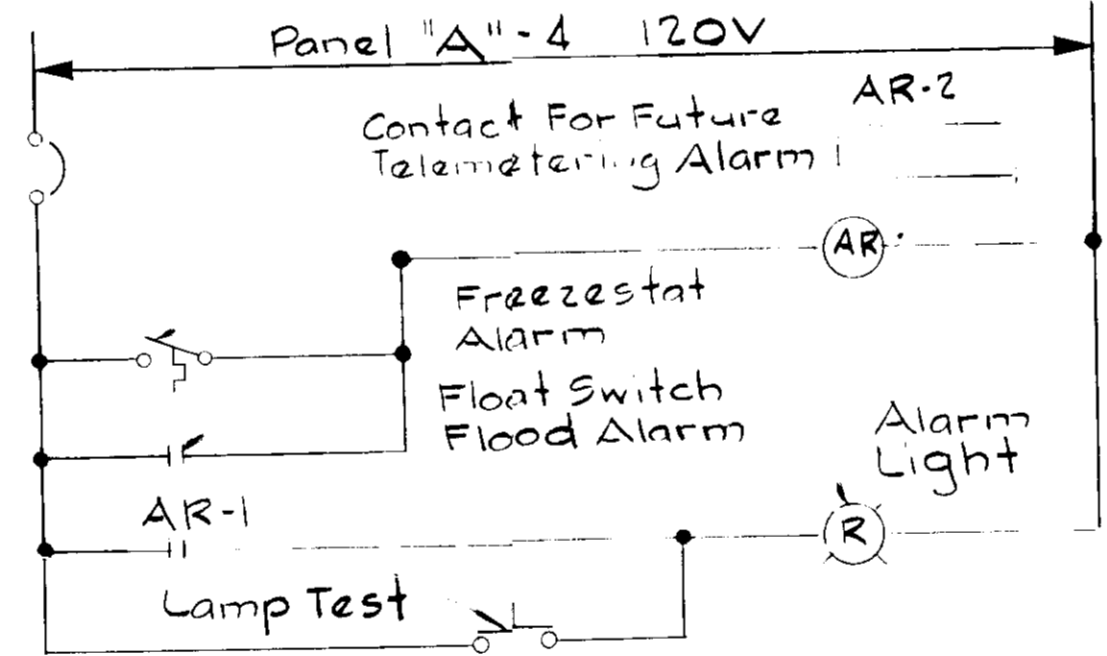 Panel "A"-4 120V
AR-2
Contact For Future
Telemetering Alarm
AR
Freezestat
Alarm
Float Switch
Flood Alarm
Alarm
Light
AR-1
R
Lamp Test